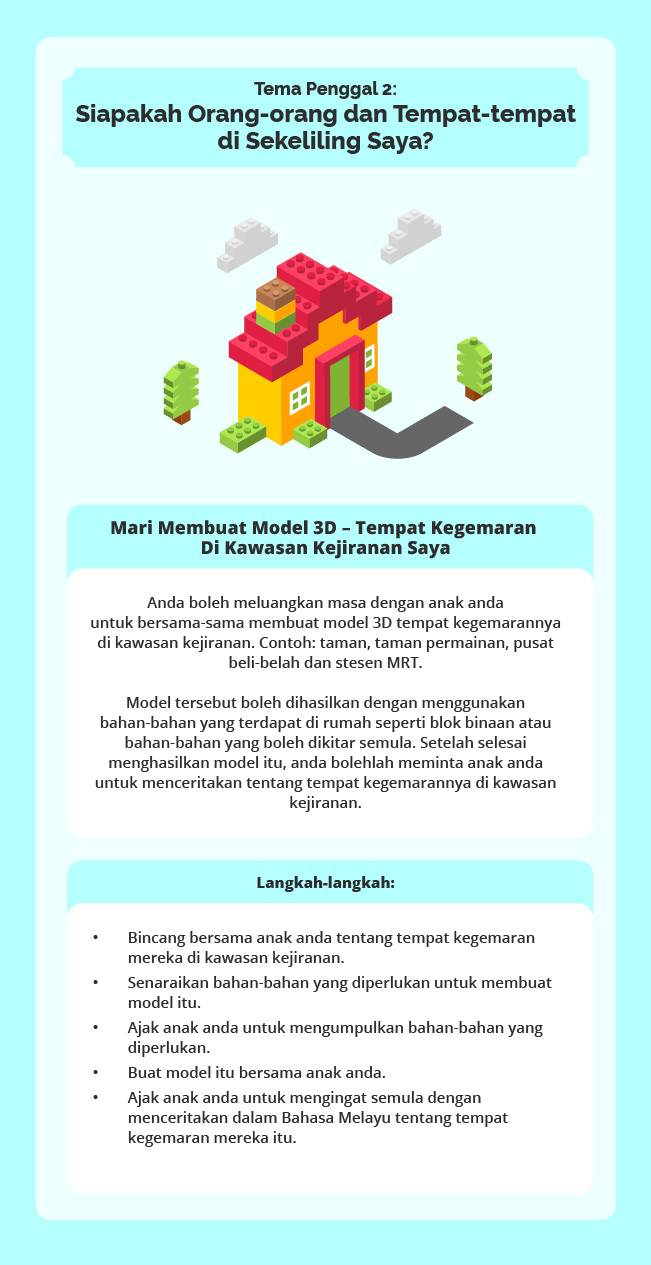 Tema Penggal 2:
Siapakah Orang-orang dan Tempat-tempat
di Sekeliling Saya?
Mari Membuat Model 3D – Tempat Kegemaran
Di Kawasan Kejiranan Saya
Anda boleh meluangkan masa dengan anak anda
untuk bersama-sama membuat model 3D tempat kegemarannya
di kawasan kejiranan. Contoh: taman, taman permainan, pusat
beli-belah dan stesen MRT.
Model tersebut boleh dihasilkan dengan menggunakan
bahan-bahan yang terdapat di rumah seperti blok binaan atau
bahan-bahan yang boleh dikitar semula. Setelah selesai
menghasilkan model itu, anda bolehlah meminta anak anda
untuk menceritakan tentang tempat kegemarannya di kawasan
kejiranan.
Langkah-langkah:
• Bincang bersama anak anda tentang tempat kegemaran
mereka di kawasan kejiranan.
• Senaraikan bahan-bahan yang diperlukan untuk membuat
model itu.
• Ajak anak anda untuk mengumpulkan bahan-bahan yang
diperlukan.
• Buat model itu bersama anak anda.
• Ajak anak anda untuk mengingat semula dengan
menceritakan dalam Bahasa Melayu tentang tempat
kegemaran mereka itu.